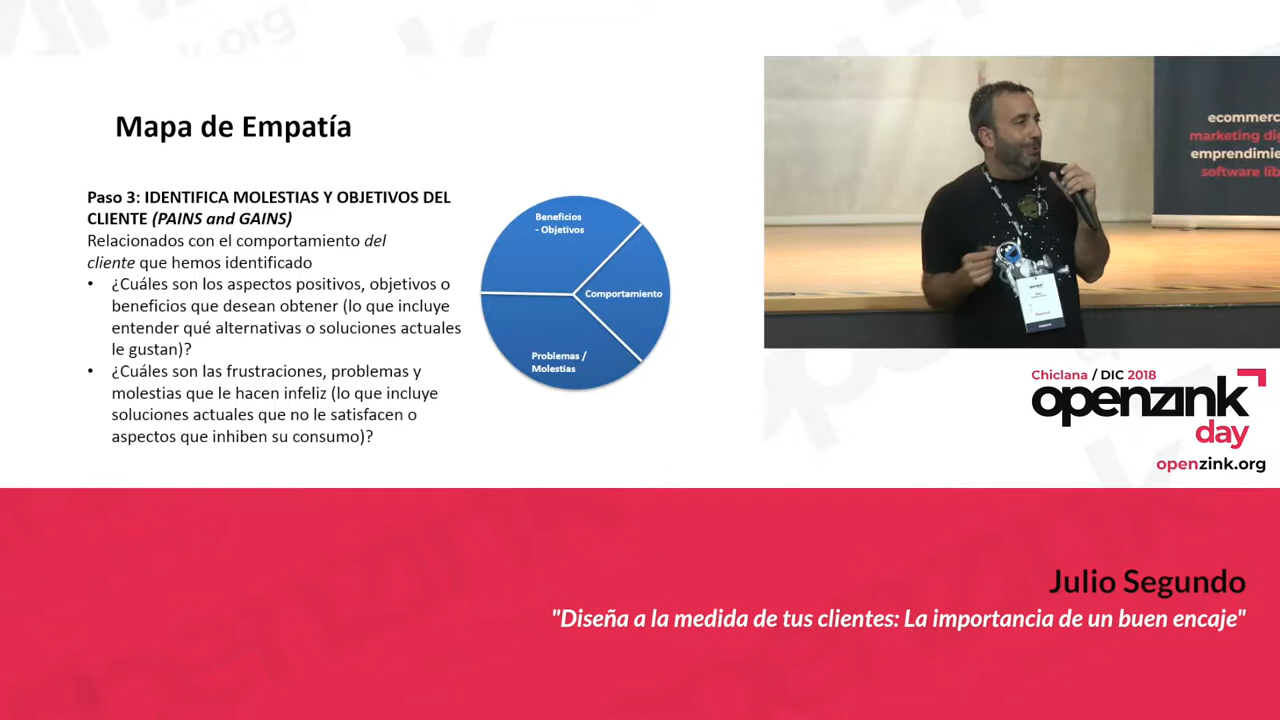 Mapa de Empatía
Paso 3: IDENTIFICA MOLESTIAS Y OBJETIVOS DEL
CLIENTE (PAINS and GAINS)
Relacionados con el comportamiento del
cliente que hemos identificado
• ¿Cuáles son los aspectos positivos, objetivos o
beneficios que desean obtener (lo que incluye
entender qué alternativas o soluciones actuales
le gustan)?
• ¿Cuáles son las frustraciones, problemas y
molestias que le hacen infeliz (lo que incluye
soluciones actuales que no le satisfacen o
aspectos que inhiben su consumo)?
Beneficios
- Objetivos
Comportamiento
Problemas /
Molestias
ecommerc
marketing dig
emprendimie
software lib
Chiclana / DIC 2018
openzink
day
openzink.org
Julio Segundo
"Diseña a la medida de tus clientes: La importancia de un buen encaje"